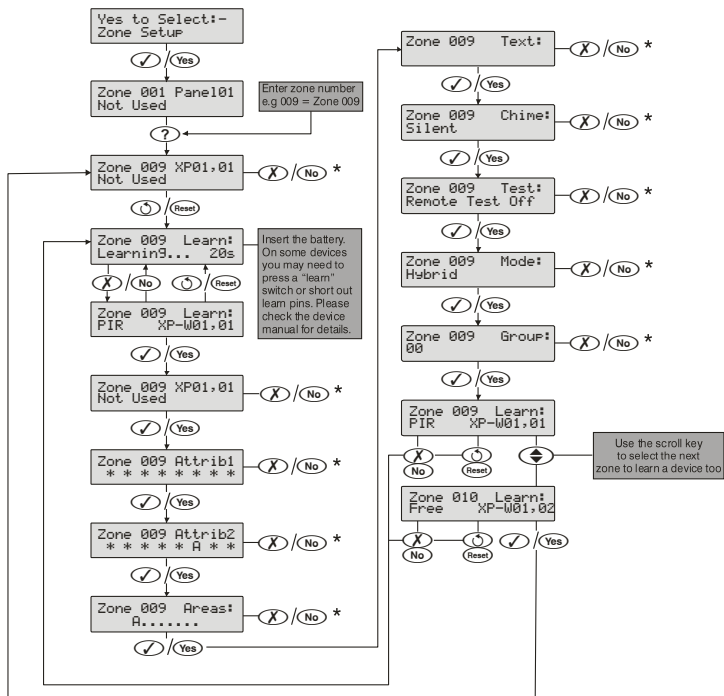 Yes to Select:-
Zone Setup
✓/Yes
Zone 001 Panel01
Not Used
Enter zone number
e.g 009 = Zone 009
?
Zone 009 XP01,01
Not Used
X/No *
Reset
Zone 009 Learn:
Learning... 20s
Insert the battery.
On some devices
you may need to
press a "learn"
switch or short out
learn pins. Please
check the device
manual for details.
X/No
Reset
Zone 009 Learn:
PIR XP-W01,01
✓/Yes
Zone 009 XP01,01
Not Used
X/No *
✓/Yes
Zone 009 Attrib1
* * * * * * * *
X/No *
✓/Yes
Zone 009 Attrib2
* * * * * A * *
X/No *
✓/Yes
Zone 009 Areas:
A.......
X/No *
✓/Yes
Zone 009 Text:
X/No *
✓/Yes
Zone 009 Chime:
Silent
X/No *
✓/Yes
Zone 009 Test:
Remote Test Off
X/No *
✓/Yes
Zone 009 Mode:
Hybrid
X/No *
✓/Yes
Zone 009 Group:
00
X/No *
✓/Yes
Zone 009 Learn:
PIR XP-W01,01
X
No
Reset
Use the scroll key
to select the next
zone to learn a device too
Zone 010 Learn:
Free XP-W01,02
X
No
Reset
✓/Yes